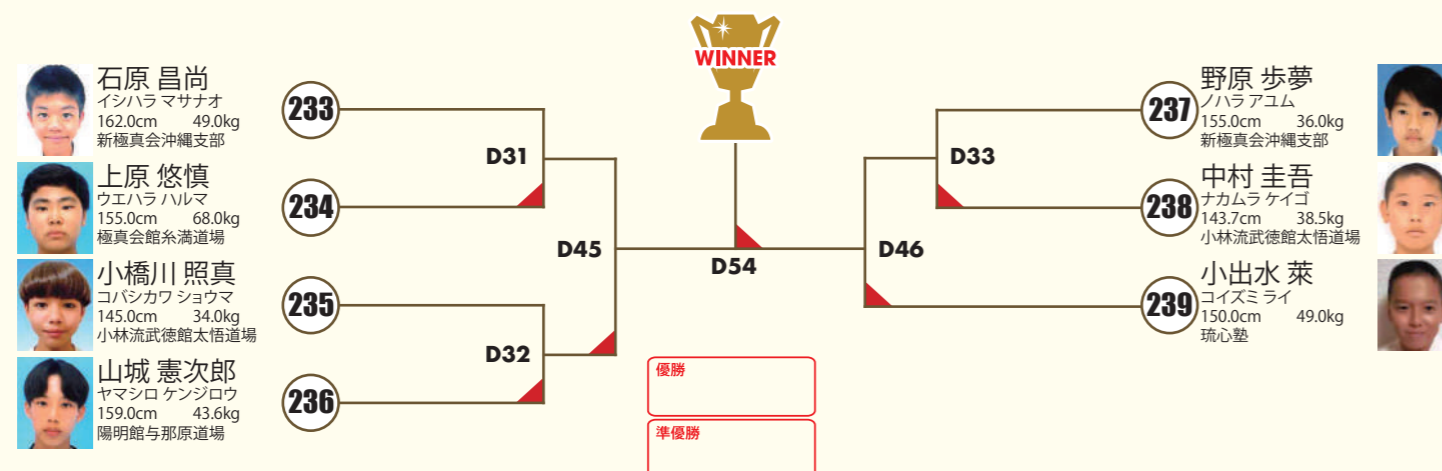 WINNER
石原 昌尚
イシハラ マサナオ
162.0cm 49.0kg
新極真会沖縄支部
233
上原 悠慎
ウエハラ ハルマ
155.0cm 68.0kg
極真会館糸満道場
234
小橋川 照真
コバシカワ ショウマ
145.0cm 34.0kg
小林流武徳館太悟道場
235
山城 憲次郎
ヤマシロ ケンジロウ
159.0cm 43.6kg
陽明館与那原道場
236
D31
D32
D45
D54
D46
D33
237
野原 歩夢
ノハラ アユム
155.0cm 36.0kg
新極真会沖縄支部
238
中村 圭吾
ナカムラ ケイゴ
143.7cm 38.5kg
小林流武徳館太悟道場
239
小出水 萊
コイズミ ライ
150.0cm 49.0kg
琉心塾
優勝
準優勝